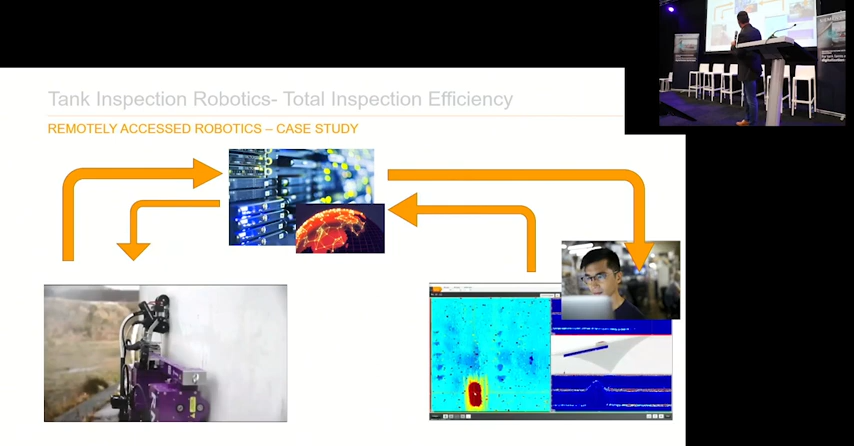 Tank Inspection Robotics- Total Inspection Efficiency
REMOTELY ACCESSED ROBOTICS – CASE STUDY